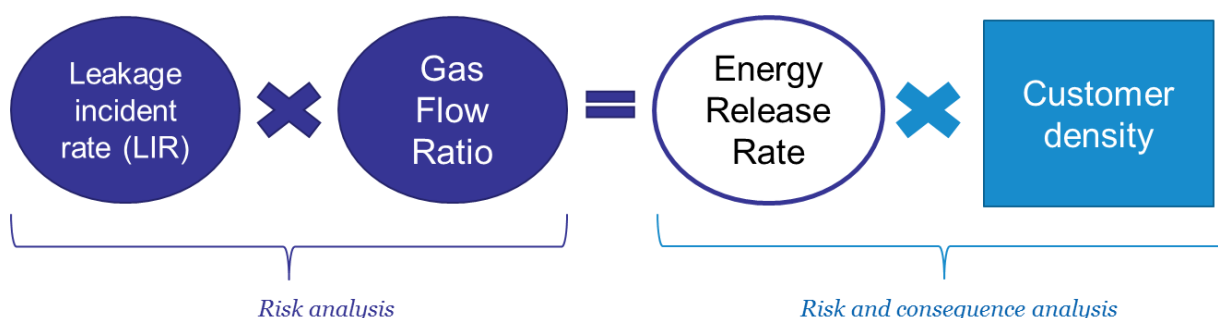 Leakage
incident
rate (LIR)
Gas
Flow
Ratio
Energy
Release
Rate
Customer
density
Risk analysis
Risk and consequence analysis